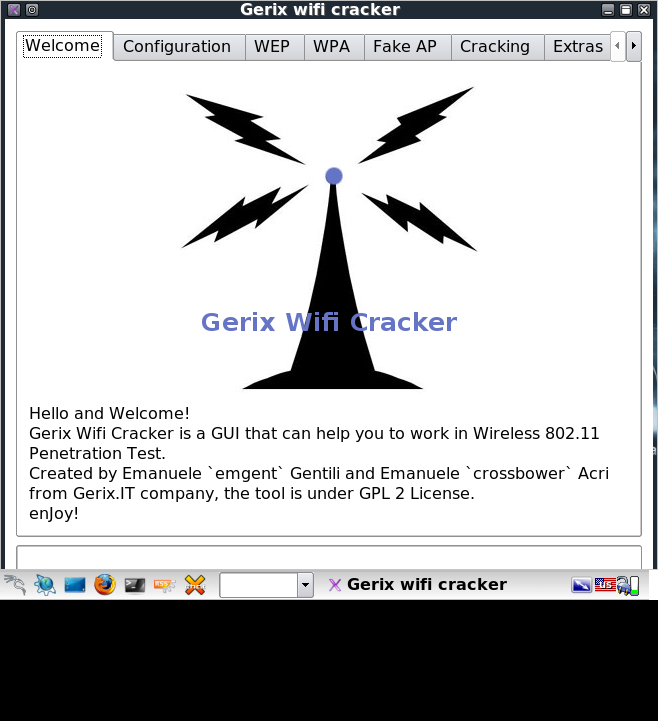 Gerix wifi cracker
Welcome Configuration WEP WPA Fake AP Cracking Extras
Gerix Wifi Cracker
Hello and Welcome!
Gerix Wifi Cracker is a GUI that can help you to work in Wireless 802.11
Penetration Test.
Created by Emanuele `emgent` Gentili and Emanuele `crossbower` Acri
from Gerix.IT company, the tool is under GPL 2 License.
enJoy!
Gerix wifi cracker
US